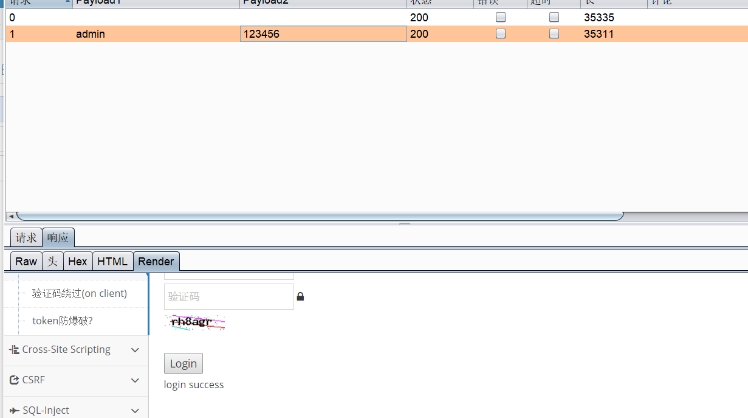 请求 Payload1 Payload2 状态 错误 超时 长 评论
0 200 35335
1 admin 123456 200 35311
请求 响应
Raw 头 Hex HTML Render
验证码绕过(on client)
token防爆破?
Cross-Site Scripting
CSRF
SQL-Inject
验证码
rh8agr
Login
login success